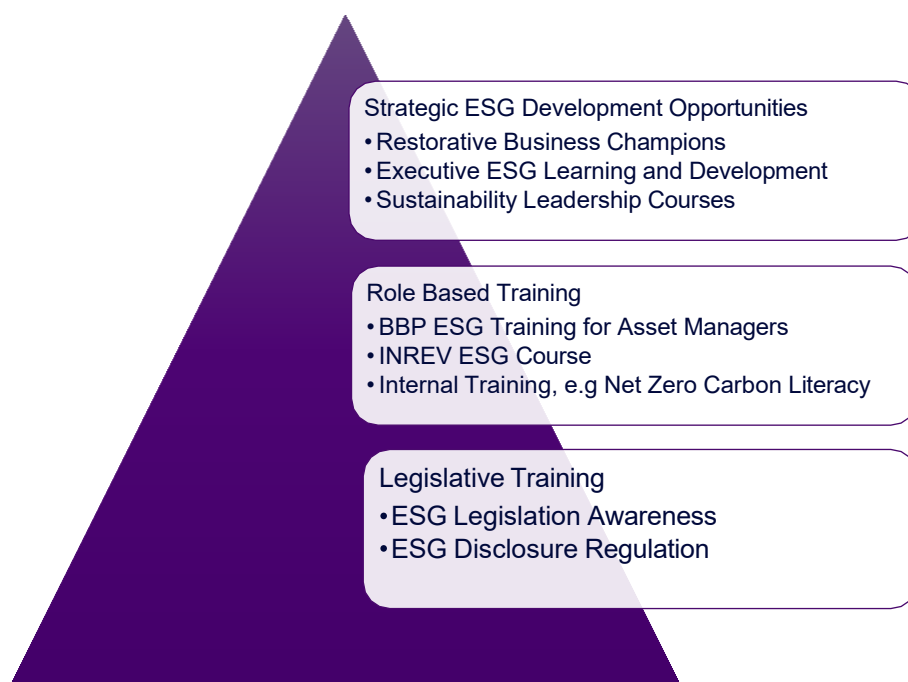 Strategic ESG Development Opportunities
•Restorative Business Champions
•Executive ESG Learning and Development
•Sustainability Leadership Courses
Role Based Training
•BBP ESG Training for Asset Managers
•INREV ESG Course
•Internal Training, e.g Net Zero Carbon Literacy
Legislative Training
•ESG Legislation Awareness
•ESG Disclosure Regulation